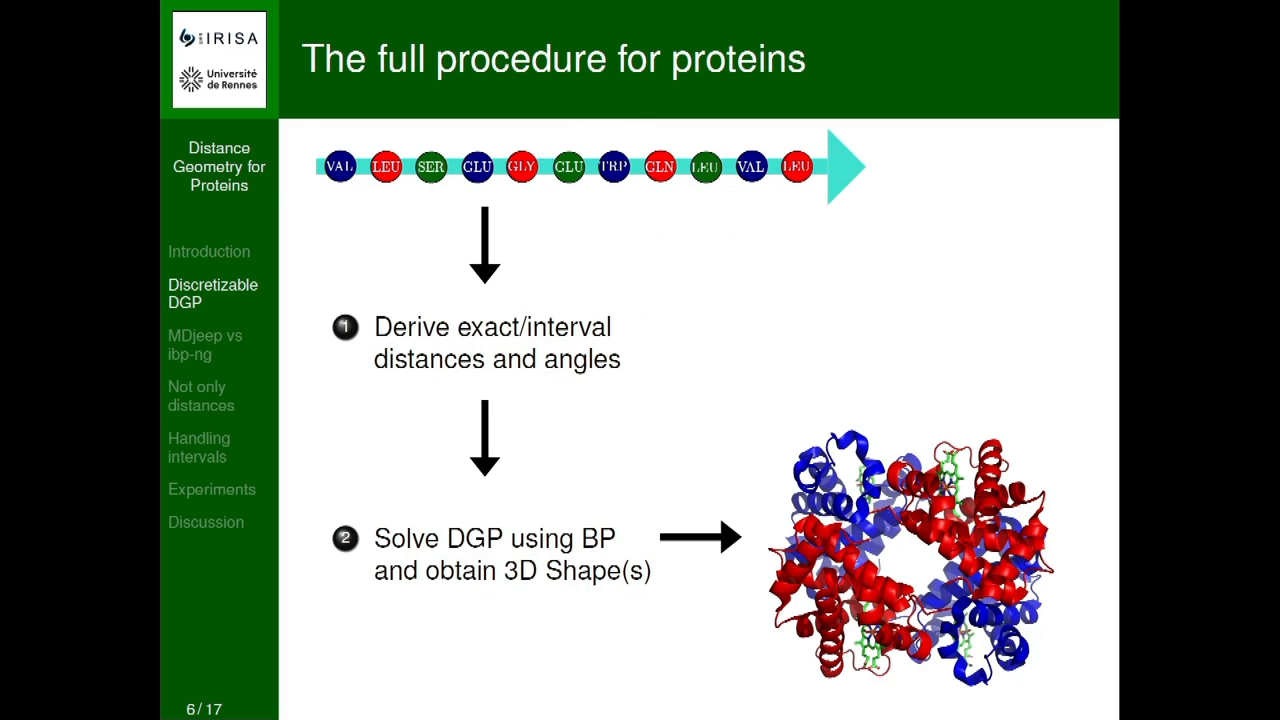 IRISA
Université
de Rennes
The full procedure for proteins
Distance
Geometry for
Proteins
Introduction
Discretizable
DGP
MDjeep vs
ibp-ng
Not only
distances
Handling
intervals
Experiments
Discussion
6 / 17
VAL LEU SER GLU GLY GLU TRP GLN LEU VAL LEU
1 Derive exact/interval
distances and angles
2 Solve DGP using BP
and obtain 3D Shape(s)